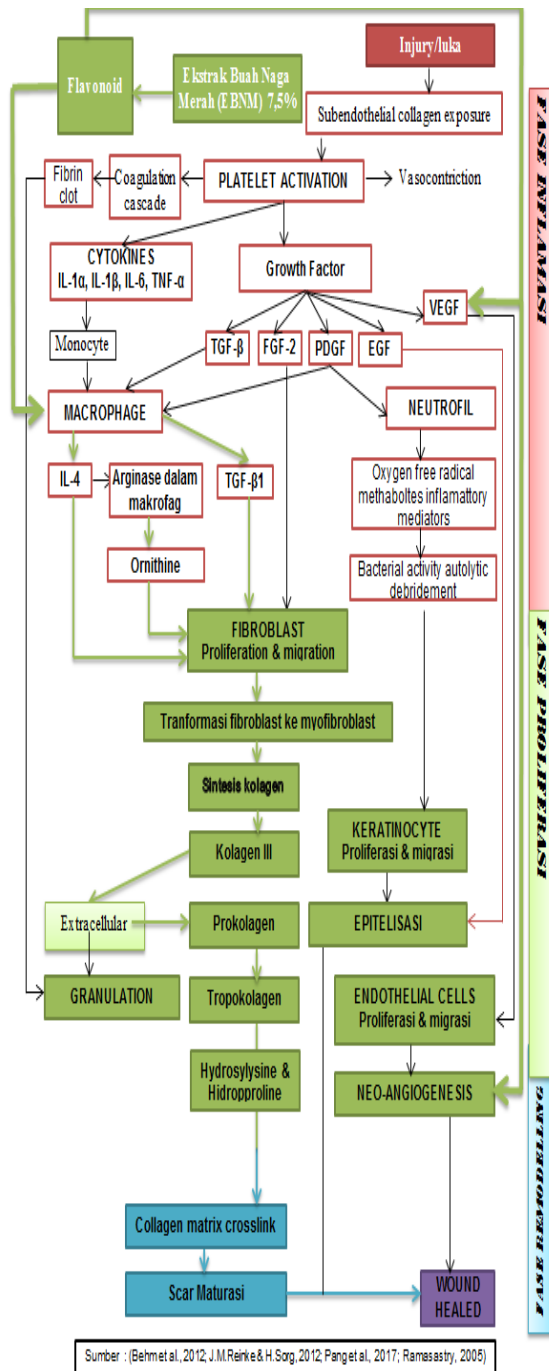 Injury/luka
Flavonoid
Ekstrak Buah Naga
Merah (EBNM) 7,5%
Subendothelial collagen exposure
Fibrin
clot
Coagulation
cascade
PLATELET ACTIVATION
Vasocontriction
CYTOKINES
IL-1α, IL-1β, IL-6, TNF-α
Growth Factor
VEGF
Monocyte
TGF-β
FGF-2
PDGF
EGF
MACROPHAGE
NEUTROFIL
IL-4
Arginase dalam
makrofag
TGF-β1
Oxygen free radical
methaboltes inflamattory
mediators
Ornithine
Bacterial activity autolytic
debridement
FIBROBLAST
Proliferation & migration
Tranformasi fibroblast ke myofibroblast
Sintesis kolagen
Kolagen III
KERATINOCYTE
Proliferasi & migrasi
Extracellular
Prokolagen
EPITELISASI
GRANULATION
Tropokolagen
ENDOTHELIAL CELLS
Proliferasi & migrasi
Hydrosylysine &
Hidropproline
NEO-ANGIOGENESIS
Collagen matrix crosslink
Scar Maturasi
WOUND
HEALED
FASE INFLAMASI
FASE PROLIFERASI
FASE REMODELLING
Sumber : (Behm et al., 2012; J.M.Reinke & H.Sorg, 2012; Pang et al., 2017; Ramasastry, 2005)